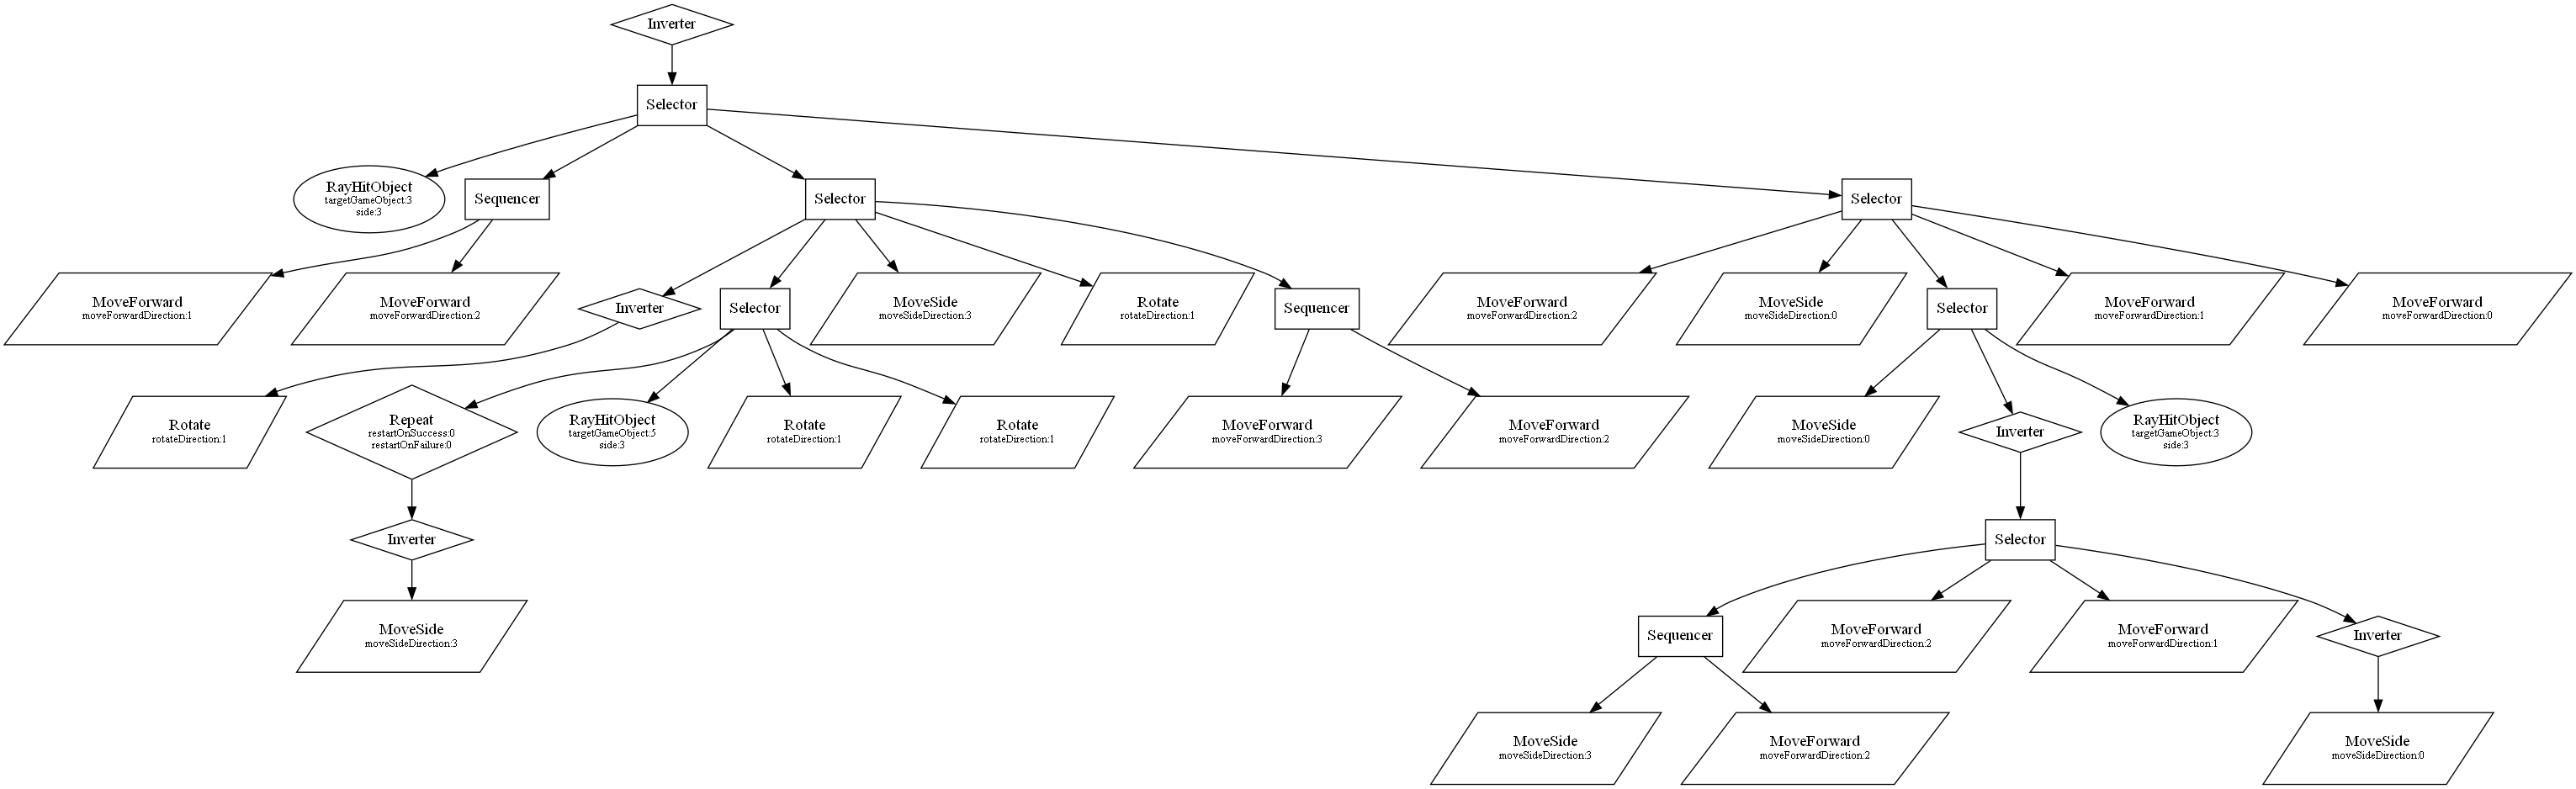 Inverter
Selector
RayHitObject
targetGameObject:3
side:3
Sequencer
Selector
Selector
MoveForward
moveForwardDirection:1
MoveForward
moveForwardDirection:2
Inverter
Selector
MoveSide
moveSideDirection:3
Rotate
rotateDirection:1
Sequencer
MoveForward
moveForwardDirection:2
MoveSide
moveSideDirection:0
Selector
MoveForward
moveForwardDirection:1
MoveForward
moveForwardDirection:0
Rotate
rotateDirection:1
Repeat
restartOnSuccess:0
restartOnFailure:0
RayHitObject
targetGameObject:5
side:3
Rotate
rotateDirection:1
Rotate
rotateDirection:1
MoveForward
moveForwardDirection:3
MoveForward
moveForwardDirection:2
MoveSide
moveSideDirection:0
Inverter
RayHitObject
targetGameObject:3
side:3
Inverter
Selector
MoveSide
moveSideDirection:3
Sequencer
MoveForward
moveForwardDirection:2
MoveForward
moveForwardDirection:1
Inverter
MoveSide
moveSideDirection:3
MoveForward
moveForwardDirection:2
MoveSide
moveSideDirection:0